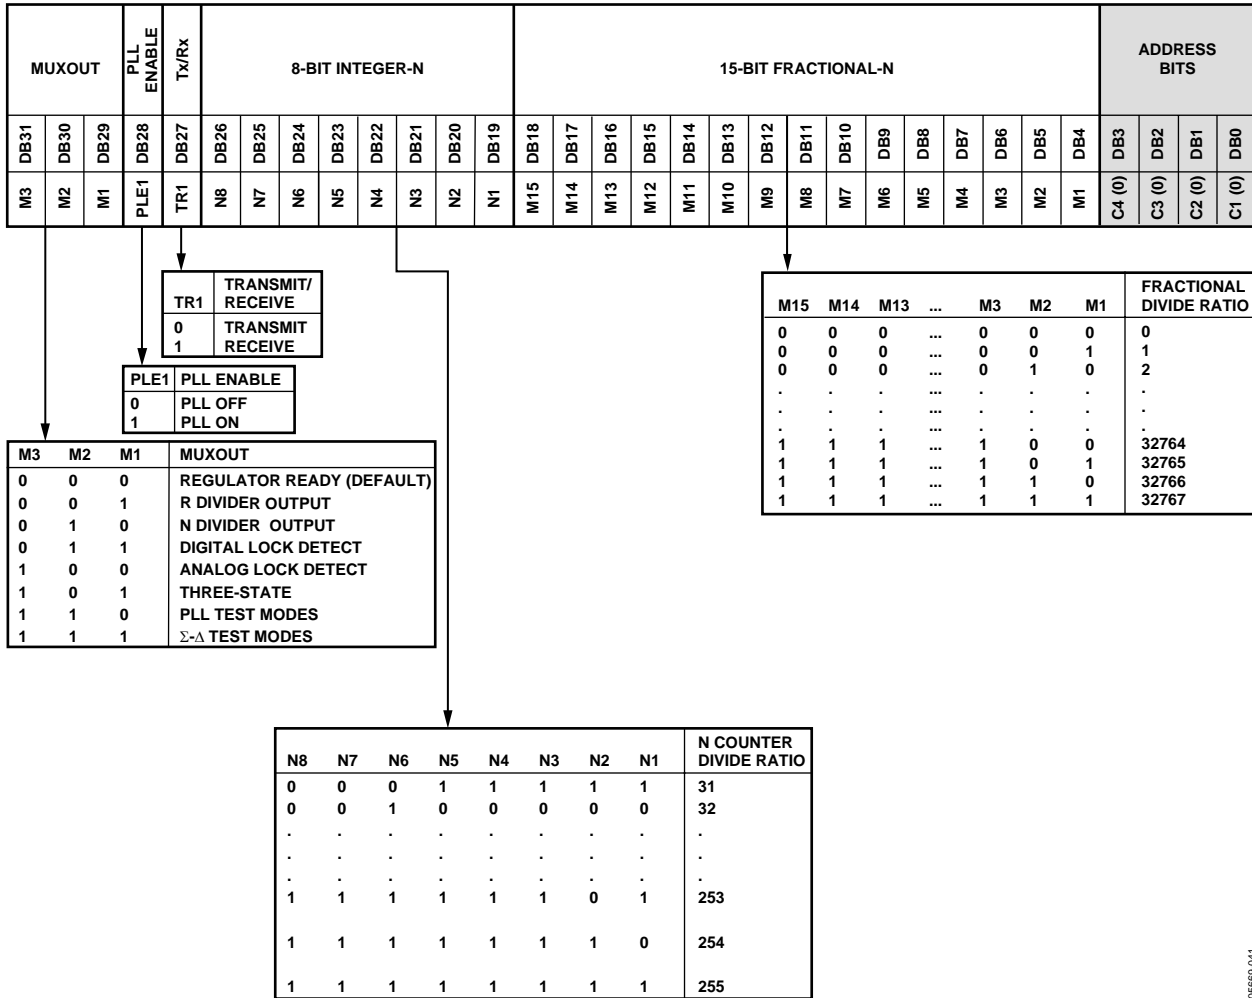 MUXOUT PLL ENABLE Tx/Rx 8-BIT INTEGER-N 15-BIT FRACTIONAL-N ADDRESS BITS
DB31 DB30 DB29 DB28 DB27 DB26 DB25 DB24 DB23 DB22 DB21 DB20 DB19 DB18 DB17 DB16 DB15 DB14 DB13 DB12 DB11 DB10 DB9 DB8 DB7 DB6 DB5 DB4 DB3 DB2 DB1 DB0
M3 M2 M1 PLE1 TR1 N8 N7 N6 N5 N4 N3 N2 N1 M15 M14 M13 M12 M11 M10 M9 M8 M7 M6 M5 M4 M3 M2 M1 C4 (0) C3 (0) C2 (0) C1 (0)
TR1 TRANSMIT/ RECEIVE
0 TRANSMIT
1 RECEIVE
PLE1 PLL ENABLE
0 PLL OFF
1 PLL ON
M3 M2 M1 MUXOUT
0 0 0 REGULATOR READY (DEFAULT)
0 0 1 R DIVIDER OUTPUT
0 1 0 N DIVIDER OUTPUT
0 1 1 DIGITAL LOCK DETECT
1 0 0 ANALOG LOCK DETECT
1 0 1 THREE-STATE
1 1 0 PLL TEST MODES
1 1 1 Σ-Δ TEST MODES
M15 M14 M13 ... M3 M2 M1 FRACTIONAL DIVIDE RATIO
0 0 0 ... 0 0 0 0
0 0 0 ... 0 0 1 1
0 0 0 ... 0 1 0 2
. . . ... . . . .
. . . ... . . . .
. . . ... . . . .
1 1 1 ... 1 0 0 32764
1 1 1 ... 1 0 1 32765
1 1 1 ... 1 1 0 32766
1 1 1 ... 1 1 1 32767
N8 N7 N6 N5 N4 N3 N2 N1 N COUNTER DIVIDE RATIO
0 0 0 1 1 1 1 1 31
0 0 1 0 0 0 0 0 32
. . . . . . . . .
. . . . . . . . .
. . . . . . . . .
1 1 1 1 1 1 0 1 253
1 1 1 1 1 1 1 0 254
1 1 1 1 1 1 1 1 255